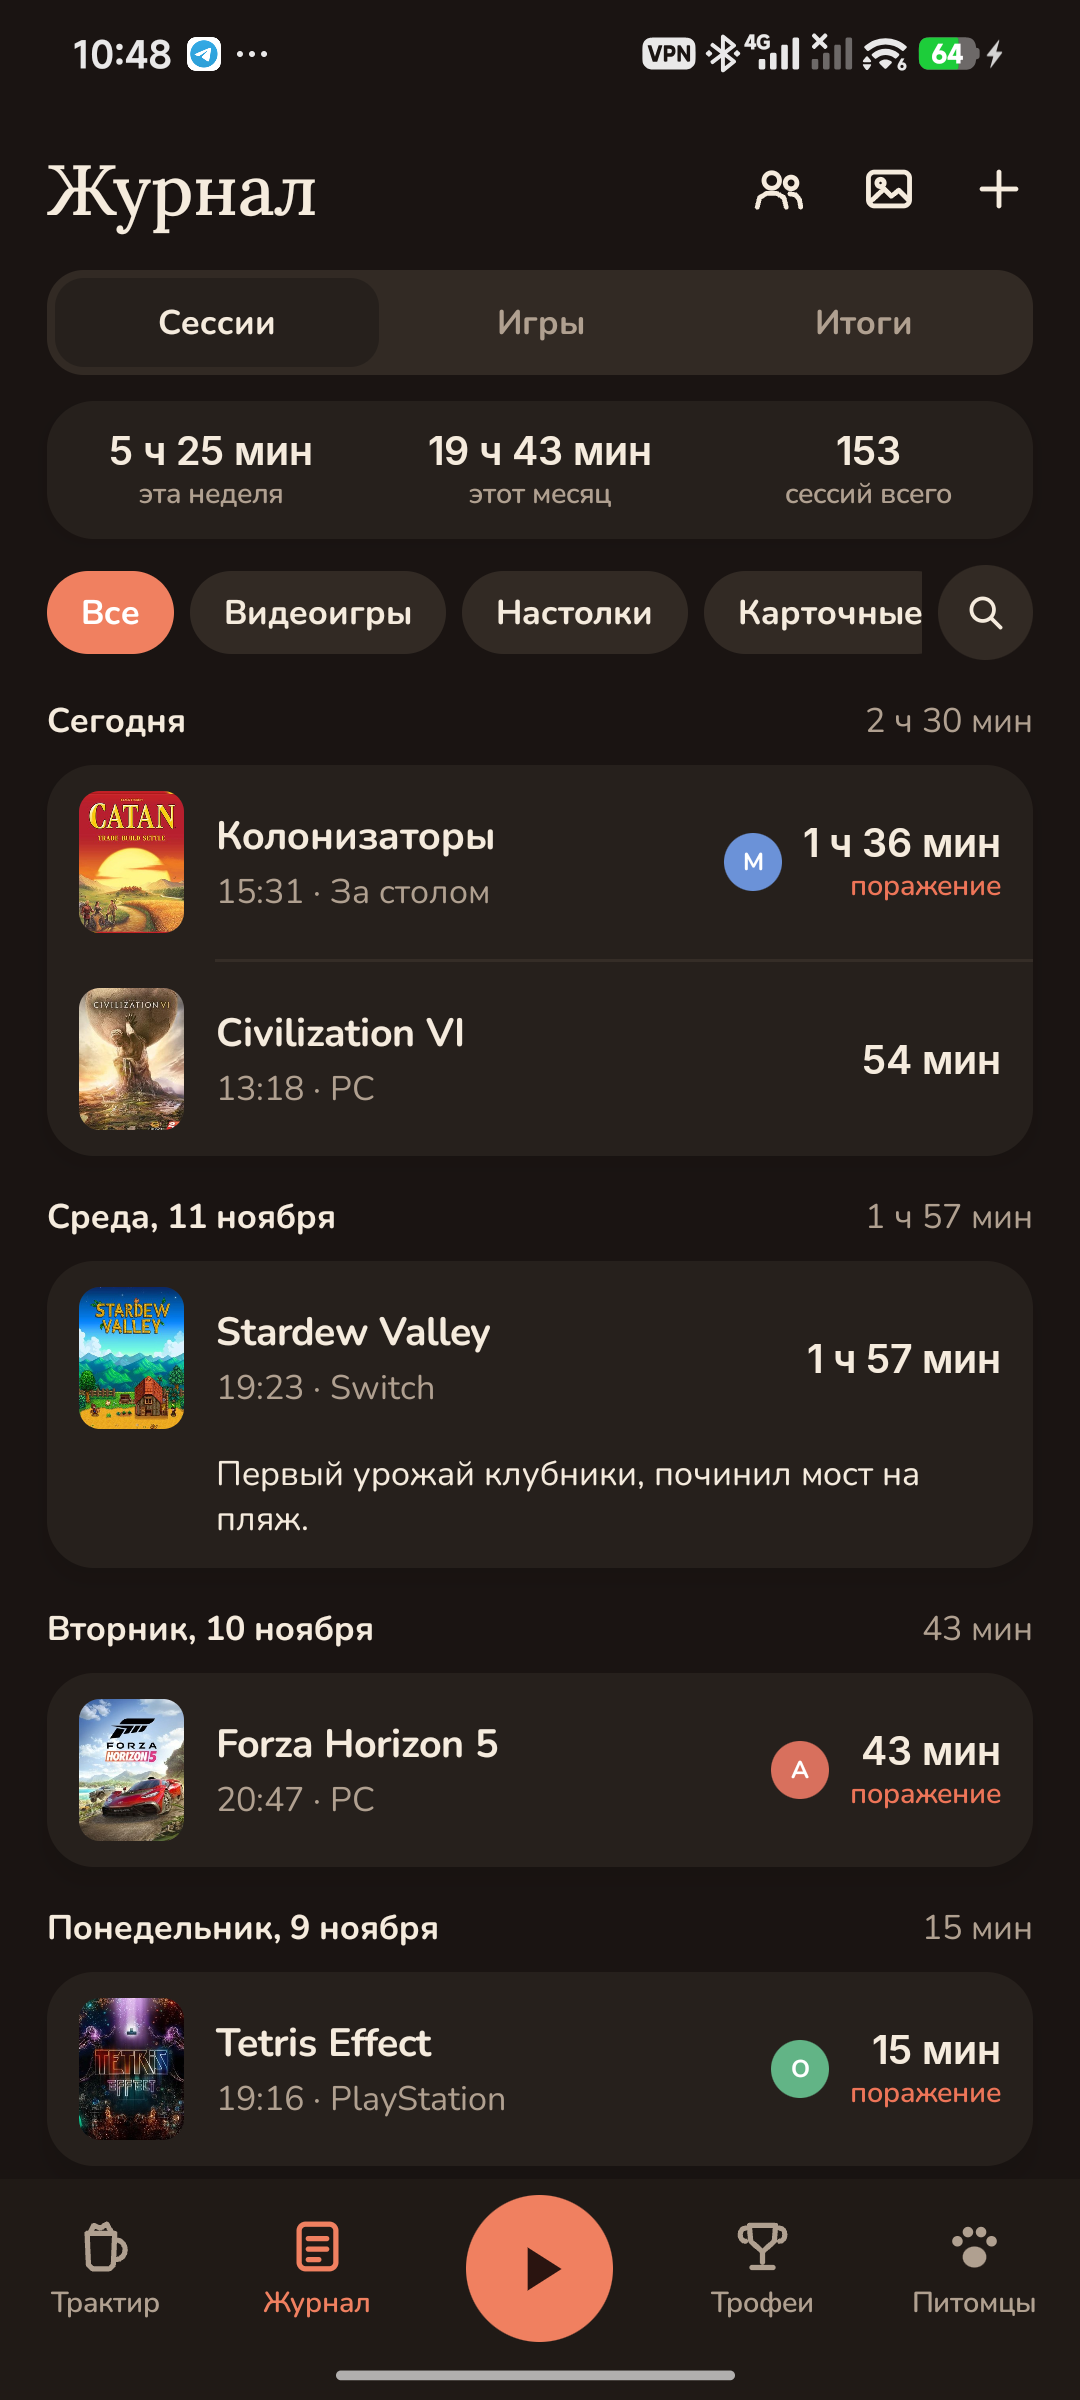 10:48
VPN 4G 6 64
Журнал
Сессии Игры Итоги
5 ч 25 мин 19 ч 43 мин 153
эта неделя этот месяц сессий всего
Все Видеоигры Настолки Карточные
Сегодня 2 ч 30 мин
CATAN
TRADE BUILD SETTLE
Колонизаторы
15:31 · За столом
М
1 ч 36 мин
поражение
CIVILIZATION VI
Civilization VI
13:18 · PC
54 мин
Среда, 11 ноября 1 ч 57 мин
STARDEW
VALLEY
Stardew Valley
19:23 · Switch
1 ч 57 мин
Первый урожай клубники, починил мост на
пляж.
Вторник, 10 ноября 43 мин
FORZA
HORIZON 5
Forza Horizon 5
20:47 · PC
А
43 мин
поражение
Понедельник, 9 ноября 15 мин
TETRIS
EFFECT
Tetris Effect
19:16 · PlayStation
О
15 мин
поражение
Трактир Журнал Трофеи Питомцы